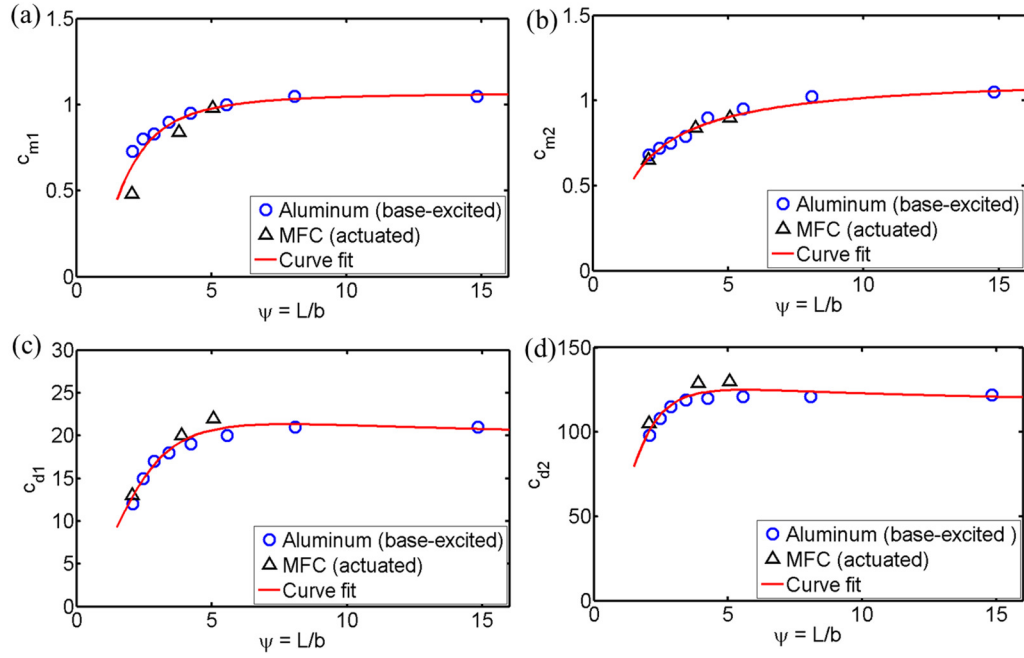 (a)
1.5
1
0.5
0
c_m1
0 5 10 15
ψ = L/b
Aluminum (base-excited)
MFC (actuated)
Curve fit
(b)
1.5
1
0.5
0
c_m2
0 5 10 15
ψ = L/b
Aluminum (base-excited)
MFC (actuated)
Curve fit
(c)
30
25
20
15
10
5
0
c_d1
0 5 10 15
ψ = L/b
Aluminum (base-excited)
MFC (actuated)
Curve fit
(d)
150
100
50
0
c_d2
0 5 10 15
ψ = L/b
Aluminum (base-excited )
MFC (actuated)
Curve fit